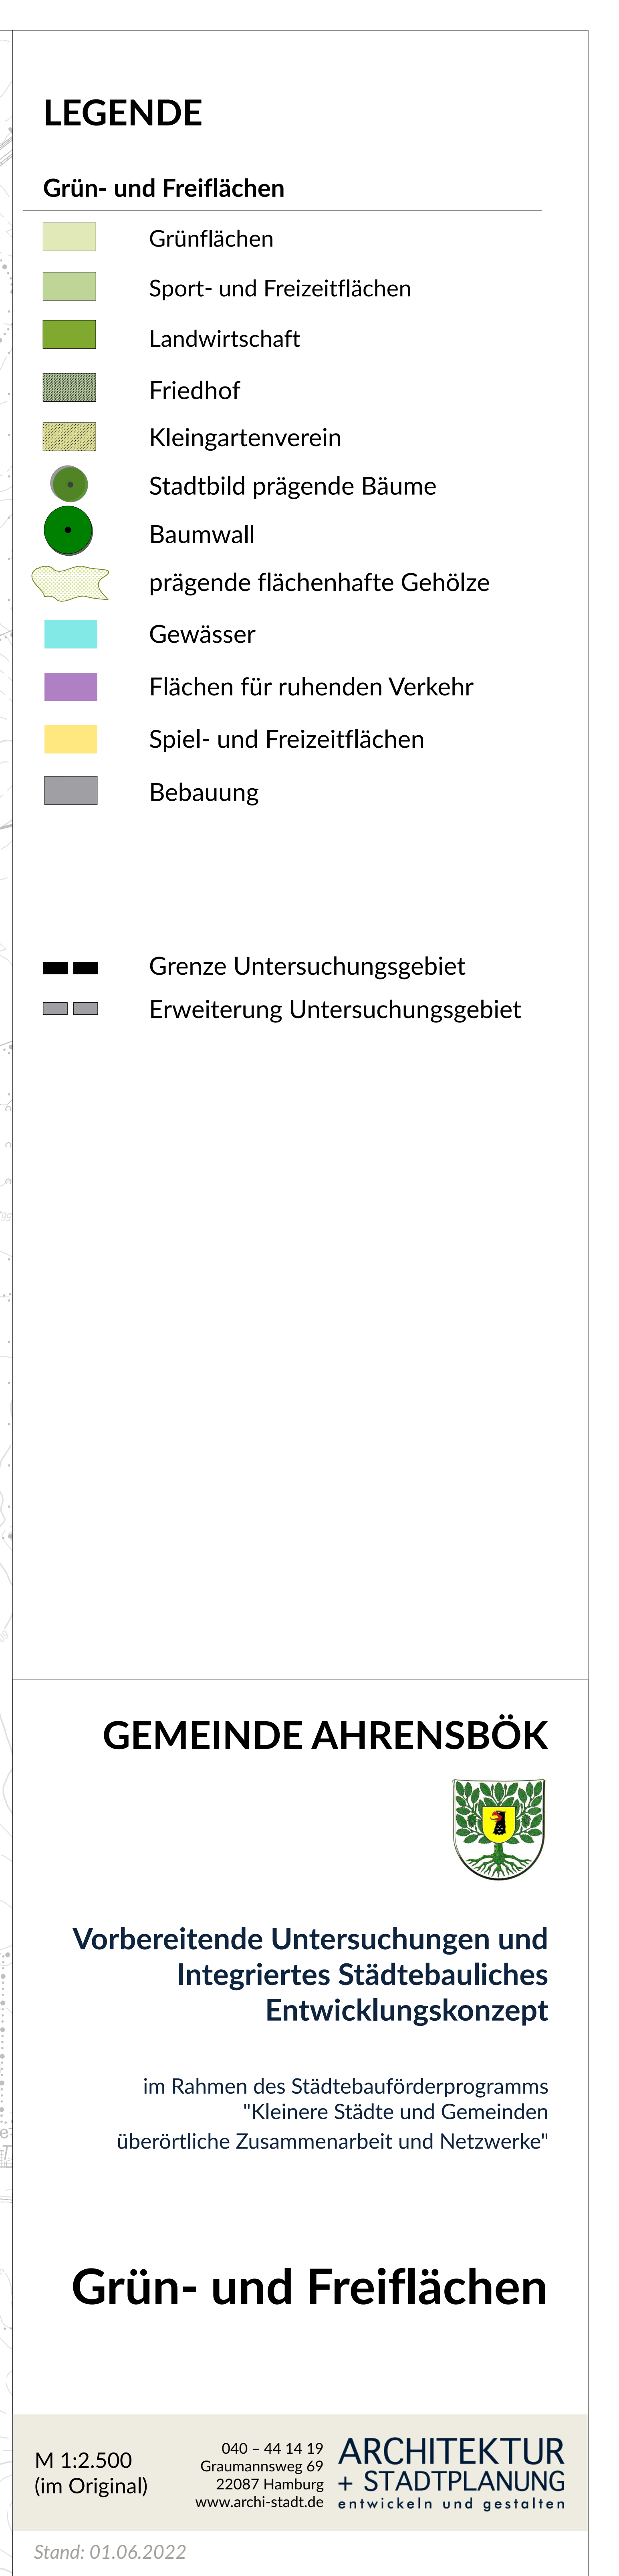 LEGENDE
Grün- und Freiflächen
Grünflächen
Sport- und Freizeitflächen
Landwirtschaft
Friedhof
Kleingartenverein
Stadtbild prägende Bäume
Baumwall
prägende flächenhafte Gehölze
Gewässer
Flächen für ruhenden Verkehr
Spiel- und Freizeitflächen
Bebauung
Grenze Untersuchungsgebiet
Erweiterung Untersuchungsgebiet
GEMEINDE AHRENSBÖK
Vorbereitende Untersuchungen und
Integriertes Städtebauliches
Entwicklungskonzept
im Rahmen des Städtebauförderprogramms
"Kleinere Städte und Gemeinden
überörtliche Zusammenarbeit und Netzwerke"
Grün- und Freiflächen
M 1:2.500
(im Original)
040 – 44 14 19
Graumannsweg 69
22087 Hamburg
www.archi-stadt.de
ARCHITEKTUR
+ STADTPLANUNG
entwickeln und gestalten
Stand: 01.06.2022